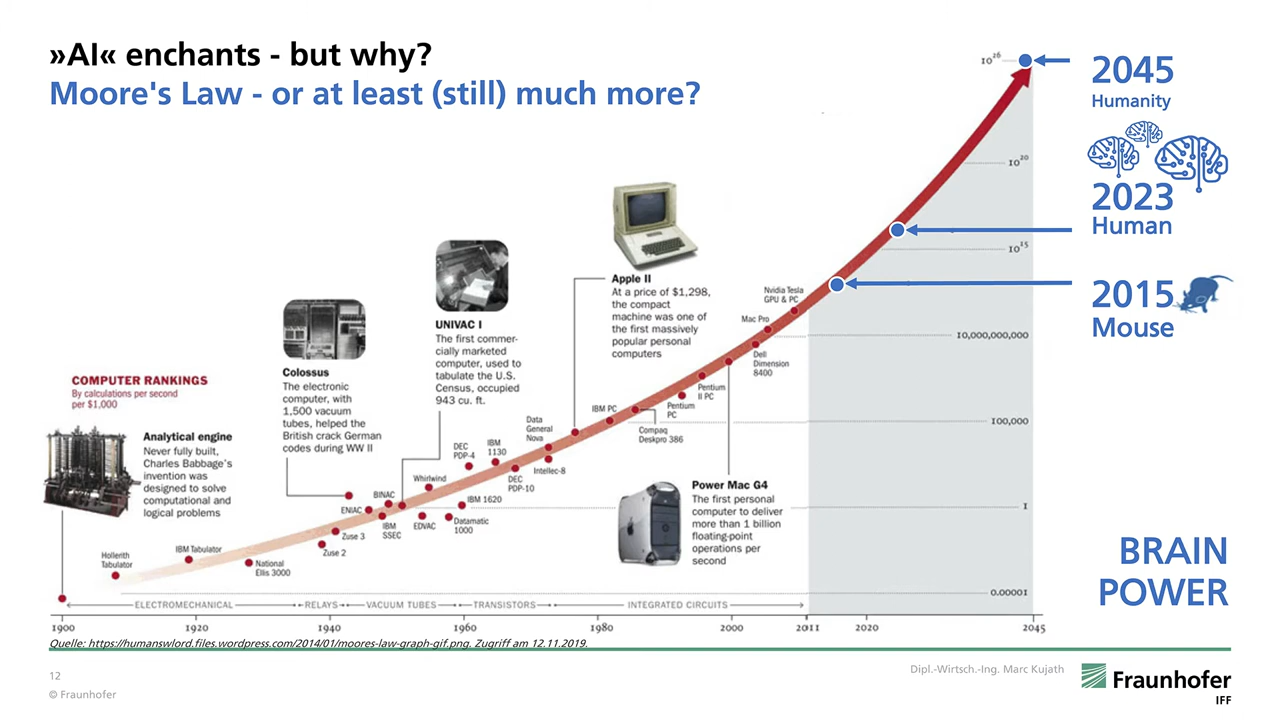 »AI« enchants - but why?
Moore's Law - or at least (still) much more?
COMPUTER RANKINGS
By calculations per second
per $1,000
Analytical engine
Never fully built,
Charles Babbage's
invention was
designed to solve
computational and
logical problems
Colossus
The electronic
computer, with
1,500 vacuum
tubes, helped the
British crack German
codes during WW II
UNIVAC I
The first commer-
cially marketed
computer, used to
tabulate the U.S.
Census, occupied
943 cu. ft.
Apple II
At a price of $1,298,
the compact
machine was one of
the first massively
popular personal
computers
Power Mac G4
The first personal
computer to deliver
more than 1 billion
floating-point
operations per
second
Hollerith
Tabulator
IBM Tabulator
National
Ellis 3000
Zuse 2
Zuse 3
ENIAC
BINAC
IBM
SSEC
Whirlwind
EDVAC
Datamatic
1000
IBM 1620
DEC
PDP-4
IBM
1130
DEC
PDP-10
Data
General
Nova
Intellec-8
IBM PC
Compaq
Deskpro 386
Pentium
PC
Pentium
II PC
Dell
Dimension
8400
Mac Pro
Nvidia Tesla
GPU & PC
10²⁶
10²⁰
10¹⁵
10,000,000,000
100,000
1
0.00001
ELECTROMECHANICAL
RELAYS
VACUUM TUBES
TRANSISTORS
INTEGRATED CIRCUITS
1900 1920 1940 1960 1980 2000 2011 2020 2045
2045
Humanity
2023
Human
2015
Mouse
BRAIN
POWER
Quelle: https://humanswlord.files.wordpress.com/2014/01/moores-law-graph-gif.png. Zugriff am 12.11.2019.
12
© Fraunhofer
Dipl.-Wirtsch.-Ing. Marc Kujath
Fraunhofer
IFF